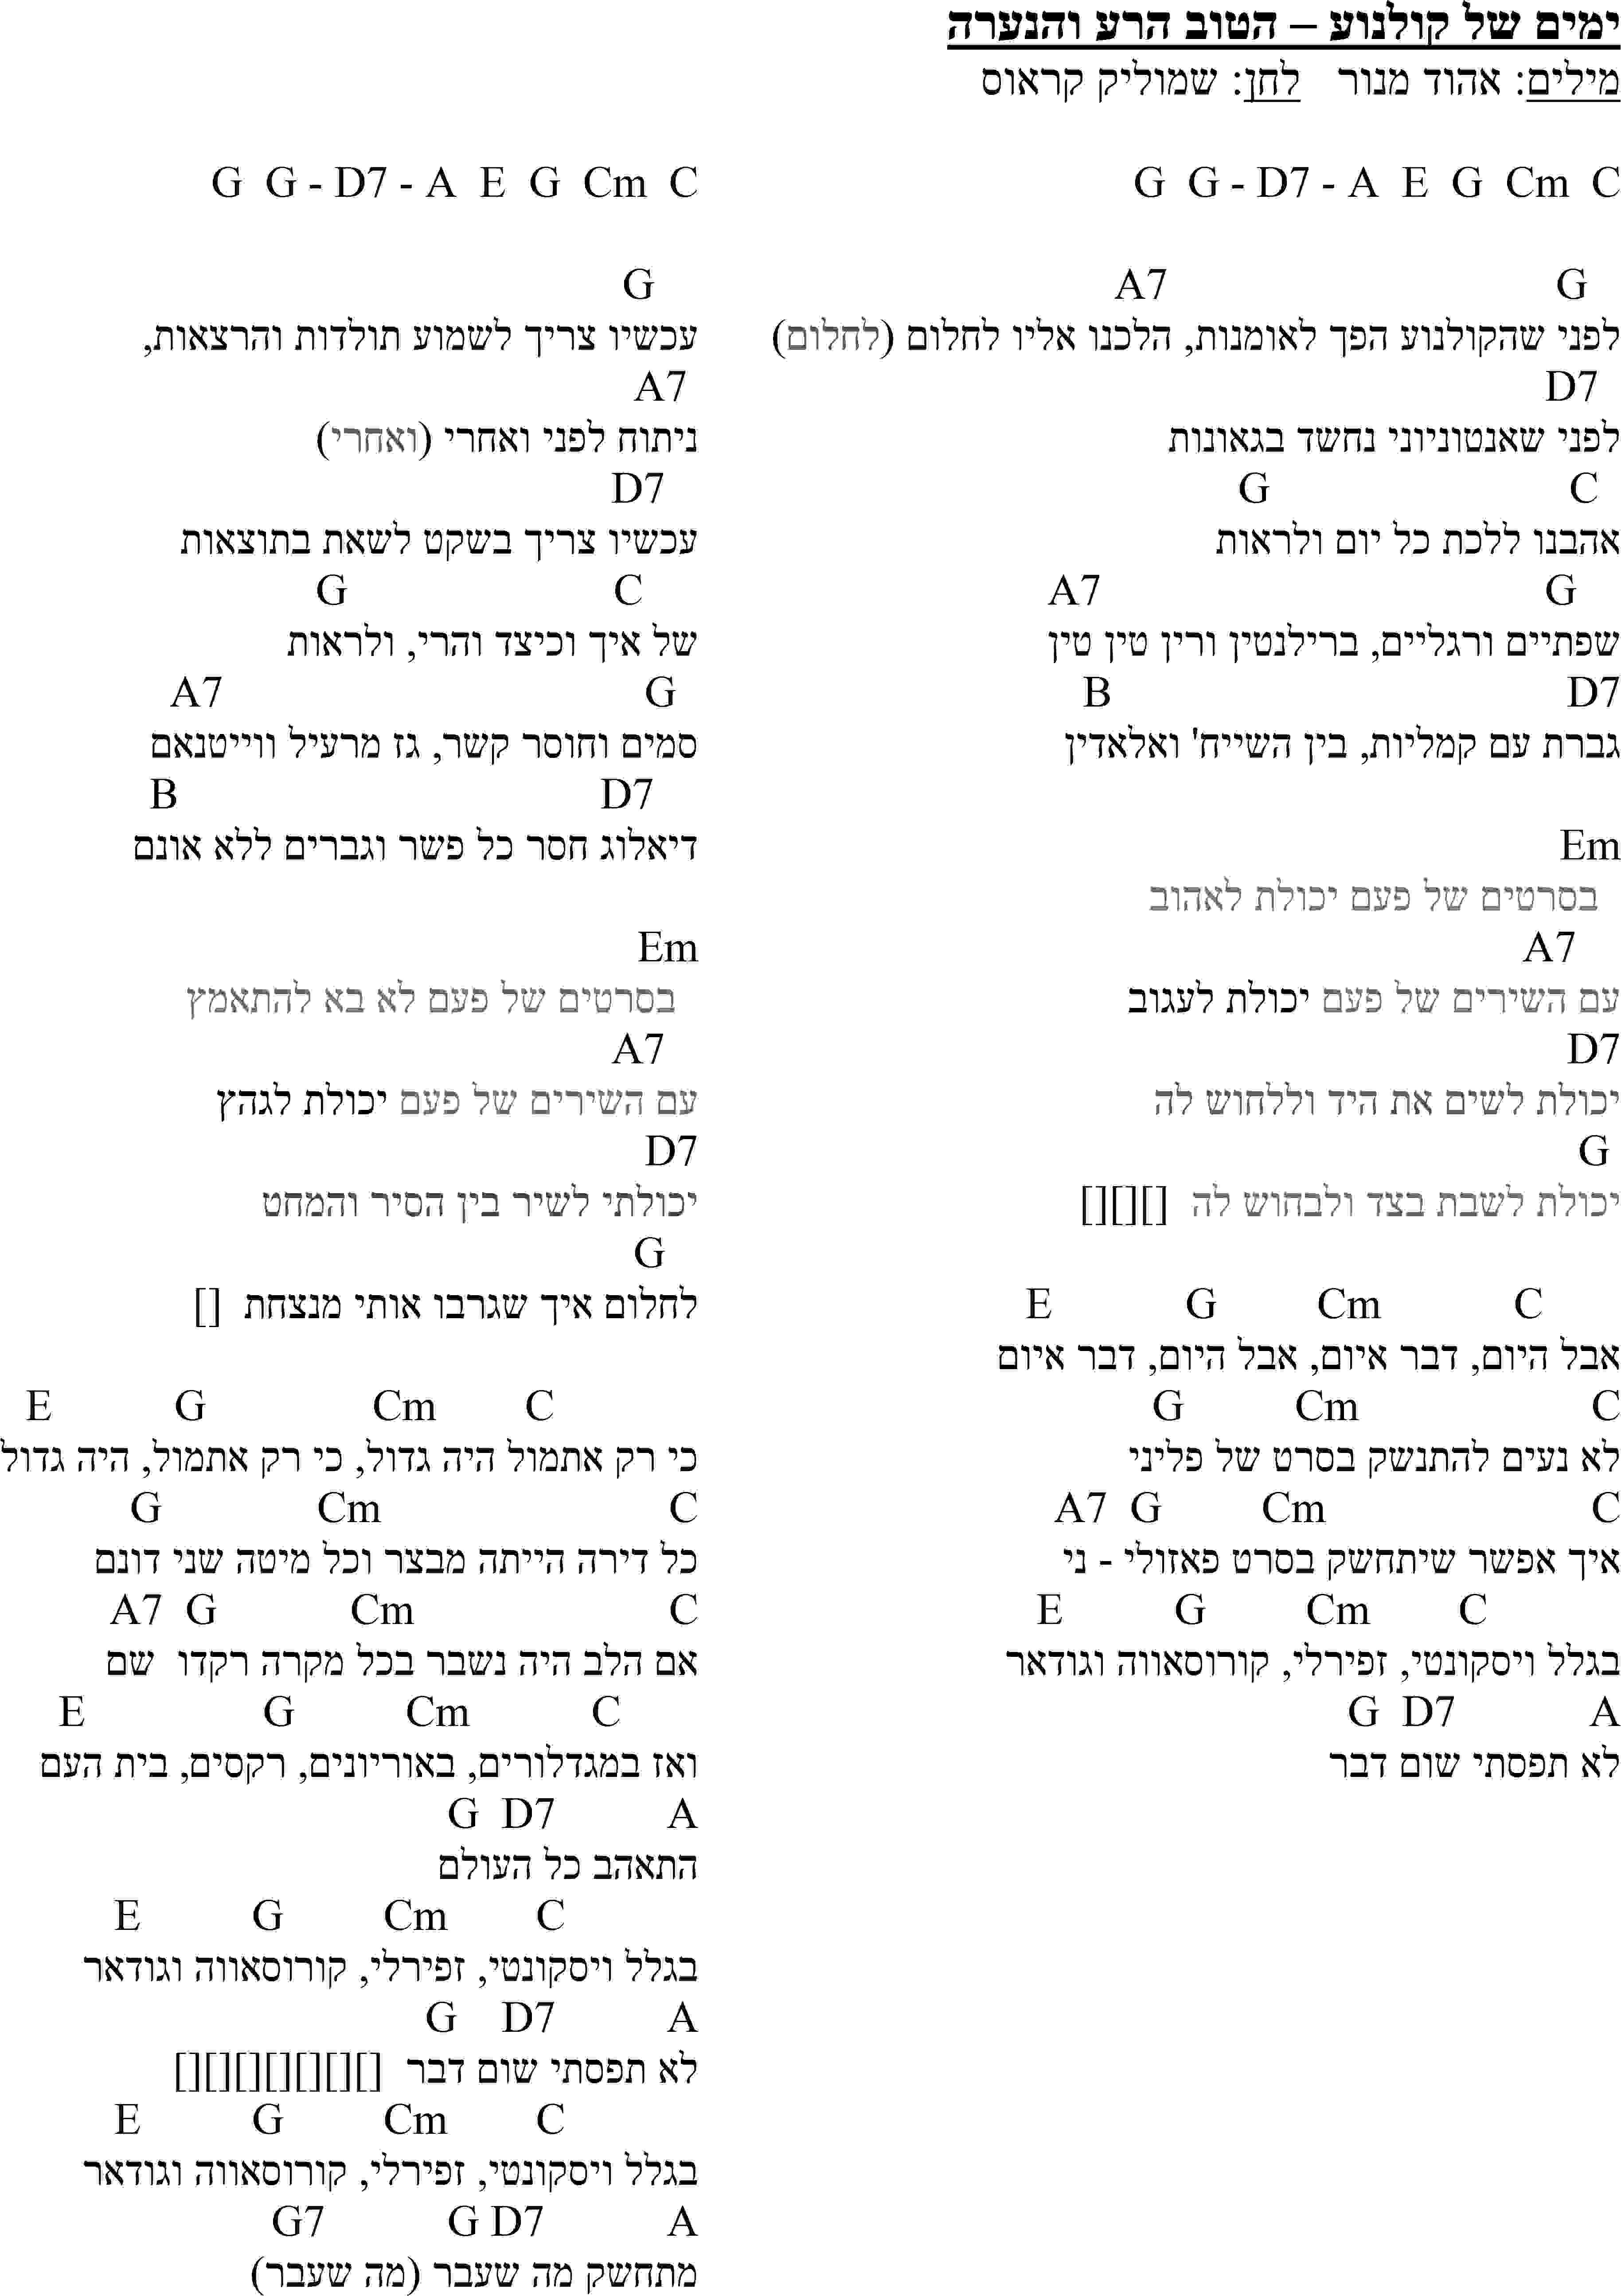 ימים של קולנוע – הטוב הרע והנערה
מילים: אהוד מנור   לחן: שמוליק קראוס
C  Cm  G  E  A - D7 - G  G
G  A7
לפני שהקולנוע הפך לאומנות, הלכנו אליו לחלום (לחלום)
D7
לפני שאנטוניוני נחשד בגאונות
C  G
אהבנו ללכת כל יום ולראות
G  A7
שפתיים ורגליים, ברילנטין ורין טין טין
D7  B
גברת עם קמליות, בין השייח' ואלאדין
Em
בסרטים של פעם יכולת לאהוב
A7
עם השירים של פעם יכולת לעגוב
D7
יכולת לשים את היד וללחוש לה
G
יכולת לשבת בצד ולבחוש לה  [][][]
C  Cm  G  E
אבל היום, דבר איום, אבל היום, דבר איום
C  Cm  G
לא נעים להתנשק בסרט של פליני
C  Cm  G  A7
איך אפשר שיתחשק בסרט פאזולי - ני
C  Cm  G  E
בגלל ויסקונטי, זפירלי, קורוסאווה וגודאר
A  D7  G
לא תפסתי שום דבר
C  Cm  G  E  A - D7 - G  G
G
עכשיו צריך לשמוע תולדות והרצאות,
A7
ניתוח לפני ואחרי (ואחרי)
D7
עכשיו צריך בשקט לשאת בתוצאות
C  G
של איך וכיצד והרי, ולראות
G  A7
סמים וחוסר קשר, גז מרעיל ווייטנאם
D7  B
דיאלוג חסר כל פשר וגברים ללא אונם
Em
בסרטים של פעם לא בא להתאמץ
A7
עם השירים של פעם יכולת לגהץ
D7
יכולתי לשיר בין הסיר והמחט
G
לחלום איך שגרבו אותי מנצחת  []
C  Cm  G  E
כי רק אתמול היה גדול, כי רק אתמול, היה גדול
C  Cm  G
כל דירה הייתה מבצר וכל מיטה שני דונם
C  Cm  G  A7
אם הלב היה נשבר בכל מקרה רקדו  שם
C  Cm  G  E
ואז במגדלורים, באוריונים, רקסים, בית העם
A  D7  G
התאהב כל העולם
C  Cm  G  E
בגלל ויסקונטי, זפירלי, קורוסאווה וגודאר
A  D7  G
לא תפסתי שום דבר  [][][][][][][]
C  Cm  G  E
בגלל ויסקונטי, זפירלי, קורוסאווה וגודאר
A  D7 G  G7
מתחשק מה שעבר (מה שעבר)